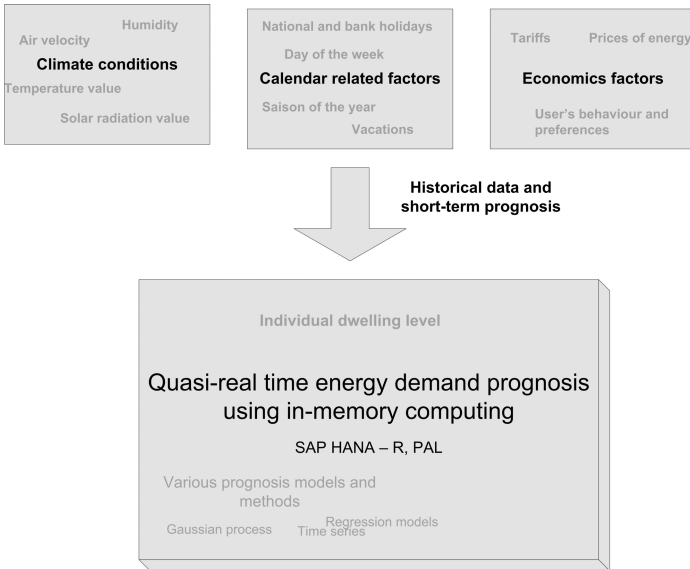 Humidity
Air velocity
Climate conditions
Temperature value
Solar radiation value
National and bank holidays
Day of the week
Calendar related factors
Saison of the year
Vacations
Tariffs
Prices of energy
Economics factors
User's behaviour and
preferences
Historical data and
short-term prognosis
Individual dwelling level
Quasi-real time energy demand prognosis
using in-memory computing
SAP HANA – R, PAL
Various prognosis models and
methods
Regression models
Gaussian process
Time series